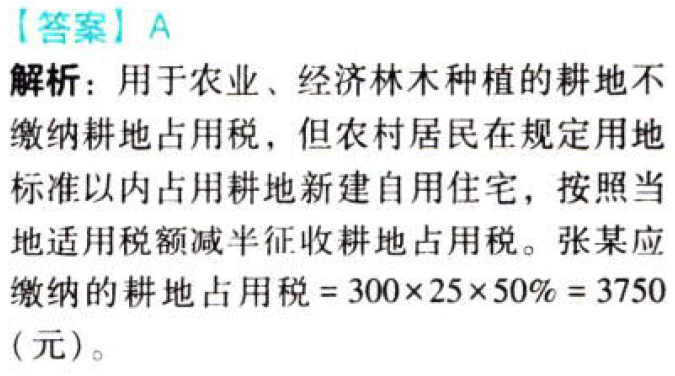 【答案】A
解析：用于农业、经济林木种植的耕地不
缴纳耕地占用税，但农村居民在规定用地
标准以内占用耕地新建自用住宅，按照当
地适用税额减半征收耕地占用税。张某应
缴纳的耕地占用税=300×25×50%=3750
(元)。